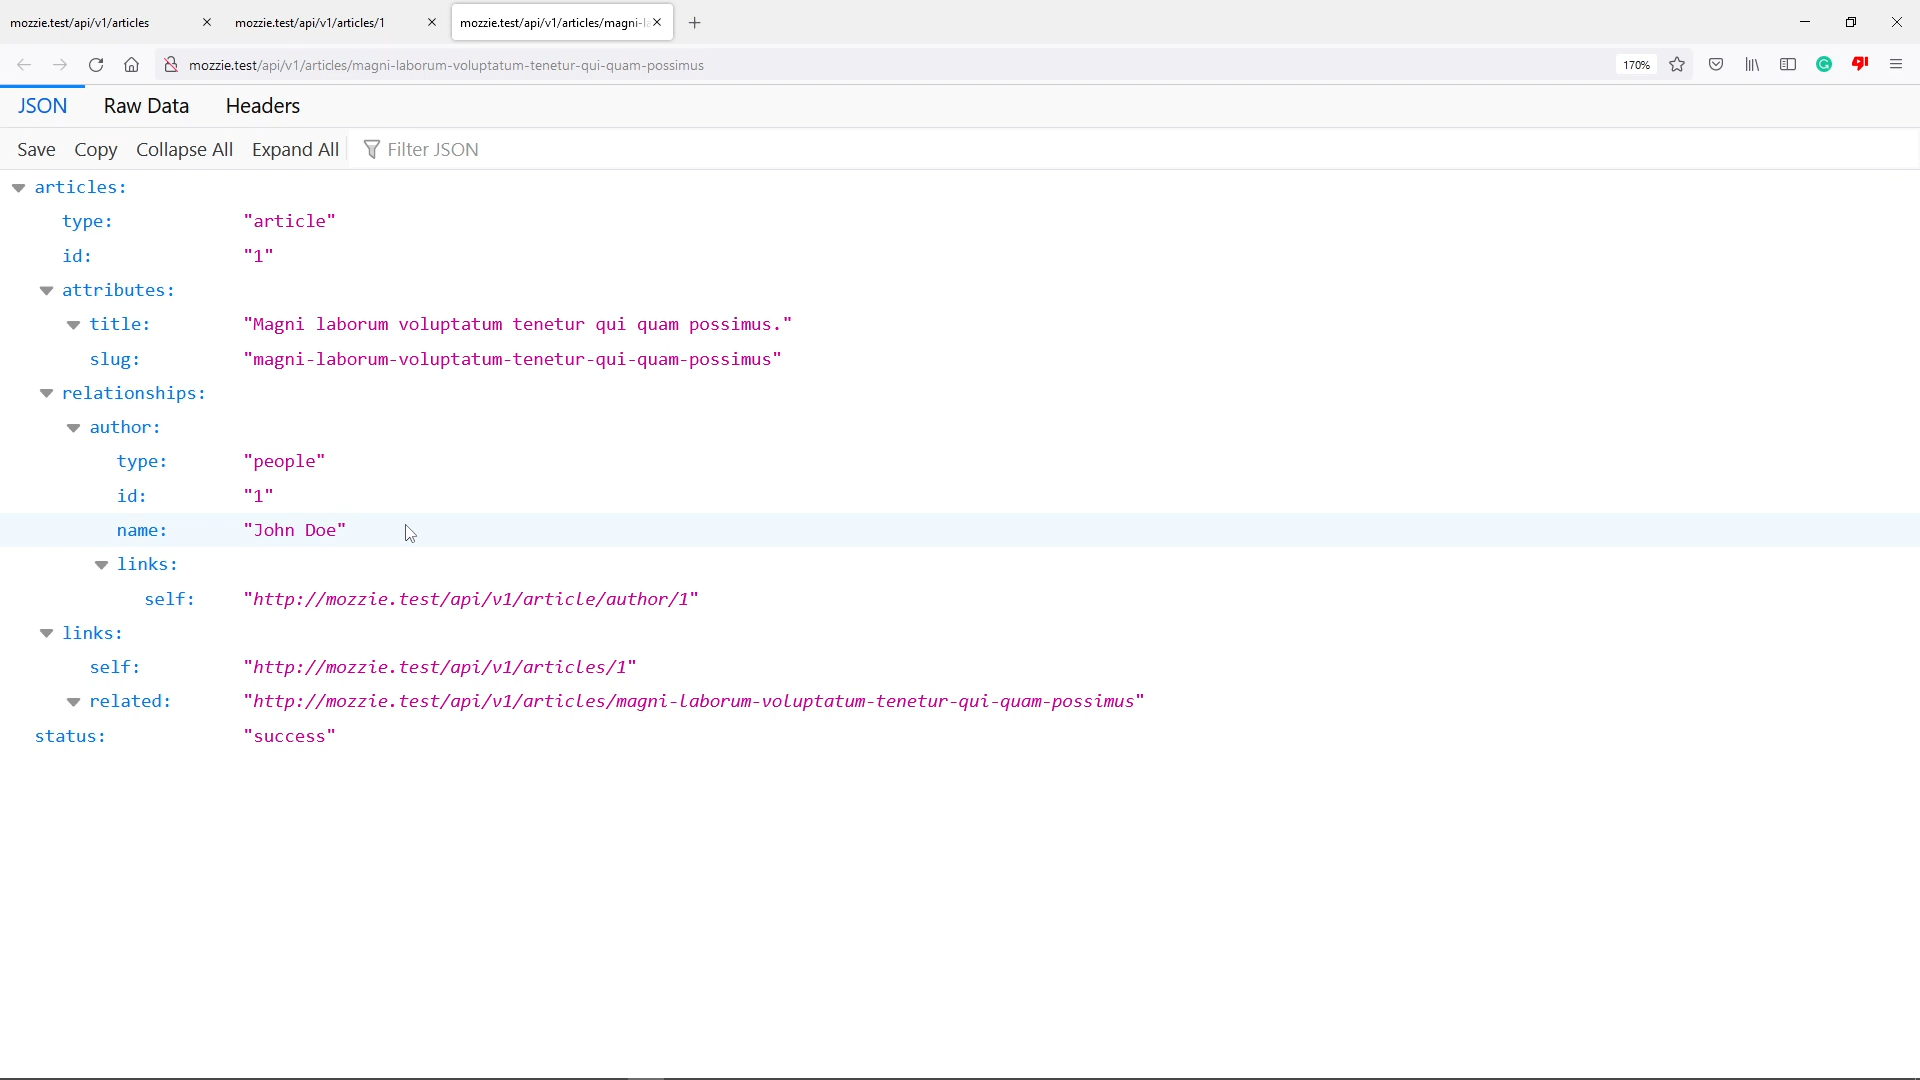 mozzie.test/api/v1/articles
mozzie.test/api/v1/articles/1
mozzie.test/api/v1/articles/magni-l
mozzie.test/api/v1/articles/magni-laborum-voluptatum-tenetur-qui-quam-possimus
170%
JSON Raw Data Headers
Save Copy Collapse All Expand All Filter JSON
articles:
type: "article"
id: "1"
attributes:
title: "Magni laborum voluptatum tenetur qui quam possimus."
slug: "magni-laborum-voluptatum-tenetur-qui-quam-possimus"
relationships:
author:
type: "people"
id: "1"
name: "John Doe"
links:
self: "http://mozzie.test/api/v1/article/author/1"
links:
self: "http://mozzie.test/api/v1/articles/1"
related: "http://mozzie.test/api/v1/articles/magni-laborum-voluptatum-tenetur-qui-quam-possimus"
status: "success"